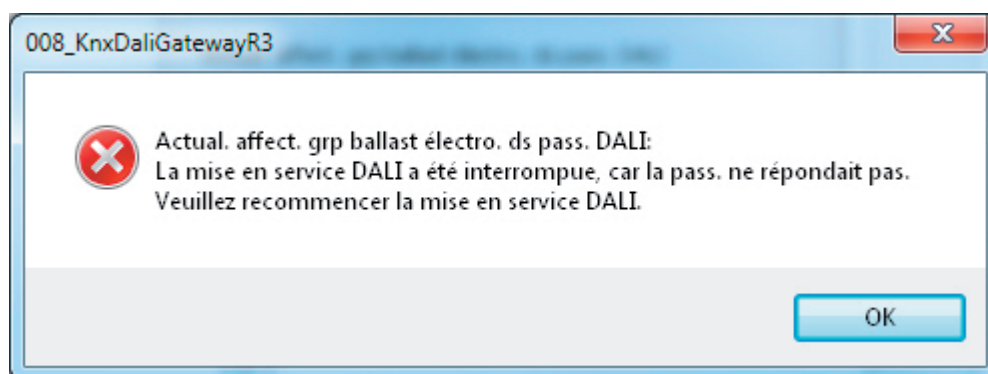 008_KnxDaliGatewayR3
Actual. affect. grp ballast électro. ds pass. DALI:
La mise en service DALI a été interrompue, car la pass. ne répondait pas.
Veuillez recommencer la mise en service DALI.
OK